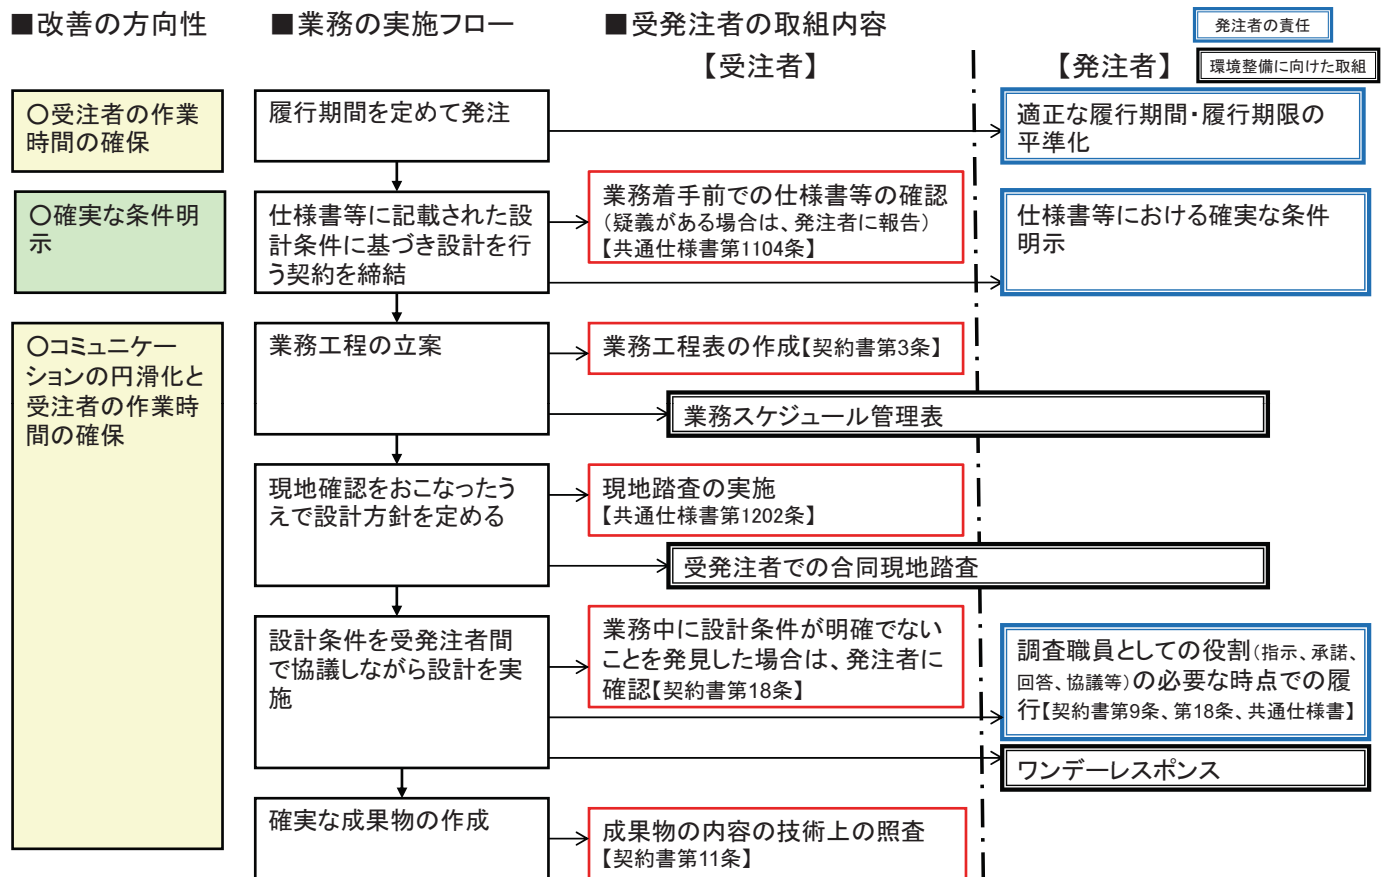 ■改善の方向性
■業務の実施フロー
■受発注者の取組内容
発注者の責任
【受注者】
【発注者】
環境整備に向けた取組
〇受注者の作業
時間の確保
履行期間を定めて発注
適正な履行期間・履行期限の
平準化
〇確実な条件明
示
仕様書等に記載された設
計条件に基づき設計を行
う契約を締結
業務着手前での仕様書等の確認
（疑義がある場合は、発注者に報告）
【共通仕様書第1104条】
仕様書等における確実な条件
明示
〇コミュニケー
ションの円滑化と
受注者の作業時
間の確保
業務工程の立案
業務工程表の作成【契約書第3条】
業務スケジュール管理表
現地確認をおこなったう
えで設計方針を定める
現地踏査の実施
【共通仕様書第1202条】
受発注者での合同現地踏査
設計条件を受発注者間
で協議しながら設計を実
施
業務中に設計条件が明確でない
ことを発見した場合は、発注者に
確認【契約書第18条】
調査職員としての役割（指示、承諾、
回答、協議等）の必要な時点での履
行【契約書第9条、第18条、共通仕様書】
ワンデーレスポンス
確実な成果物の作成
成果物の内容の技術上の照査
【契約書第11条】